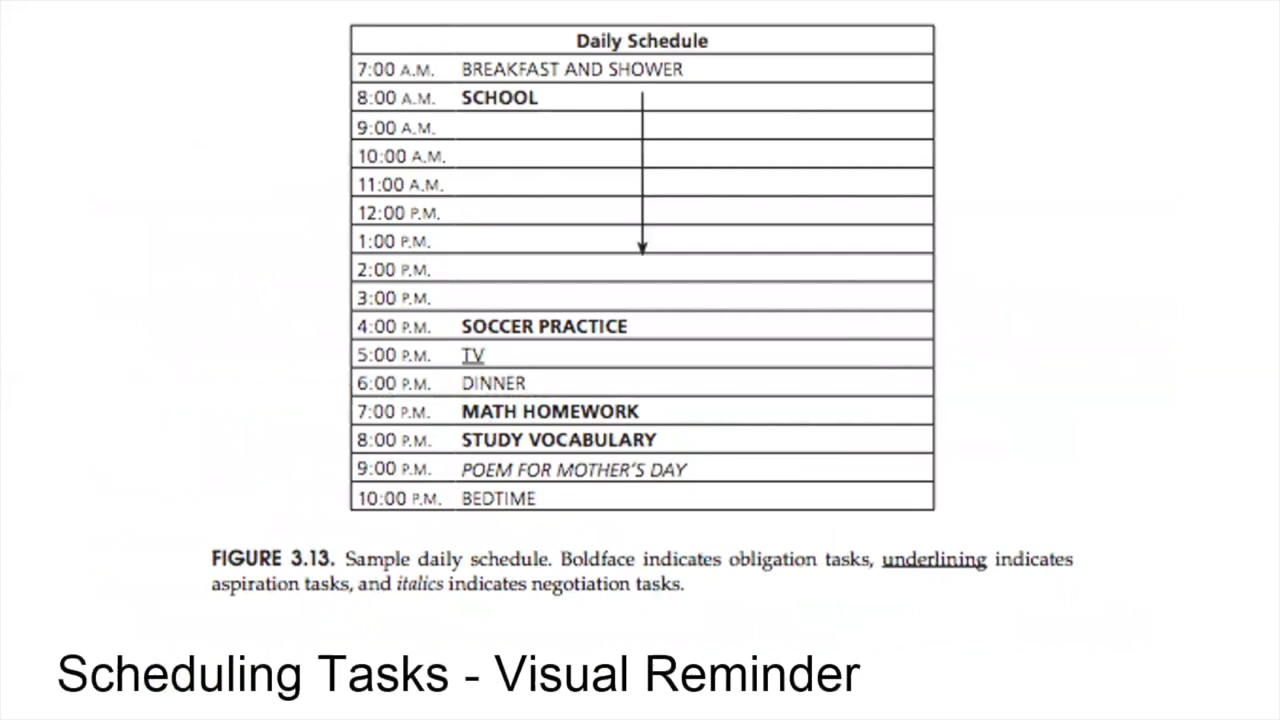 Daily Schedule
7:00 A.M. BREAKFAST AND SHOWER
8:00 A.M. SCHOOL
9:00 A.M.
10:00 A.M.
11:00 A.M.
12:00 P.M.
1:00 P.M.
2:00 P.M.
3:00 P.M.
4:00 P.M. SOCCER PRACTICE
5:00 P.M. TV
6:00 P.M. DINNER
7:00 P.M. MATH HOMEWORK
8:00 P.M. STUDY VOCABULARY
9:00 P.M. POEM FOR MOTHER'S DAY
10:00 P.M. BEDTIME
FIGURE 3.13. Sample daily schedule. Boldface indicates obligation tasks, underlining indicates
aspiration tasks, and italics indicates negotiation tasks.
Scheduling Tasks - Visual Reminder